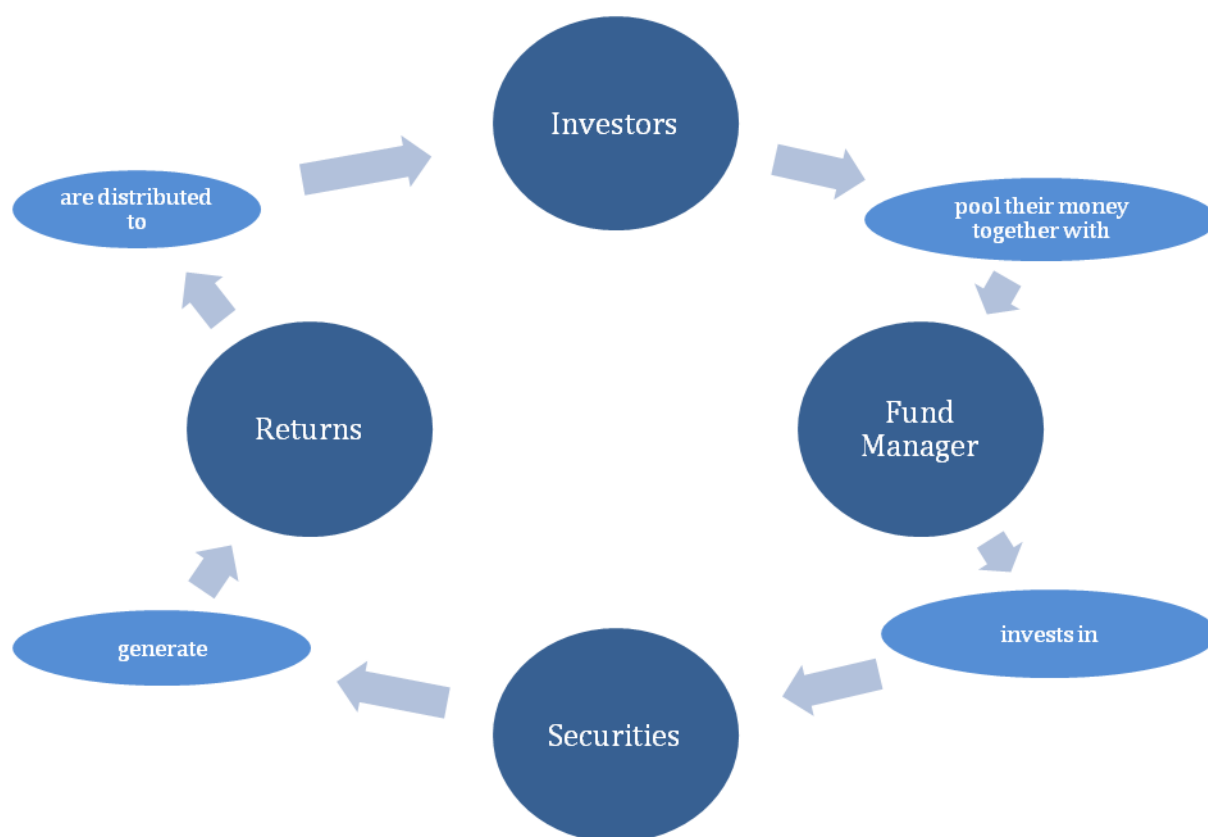 Investors
pool their money
together with
Fund
Manager
invests in
Securities
generate
Returns
are distributed
to